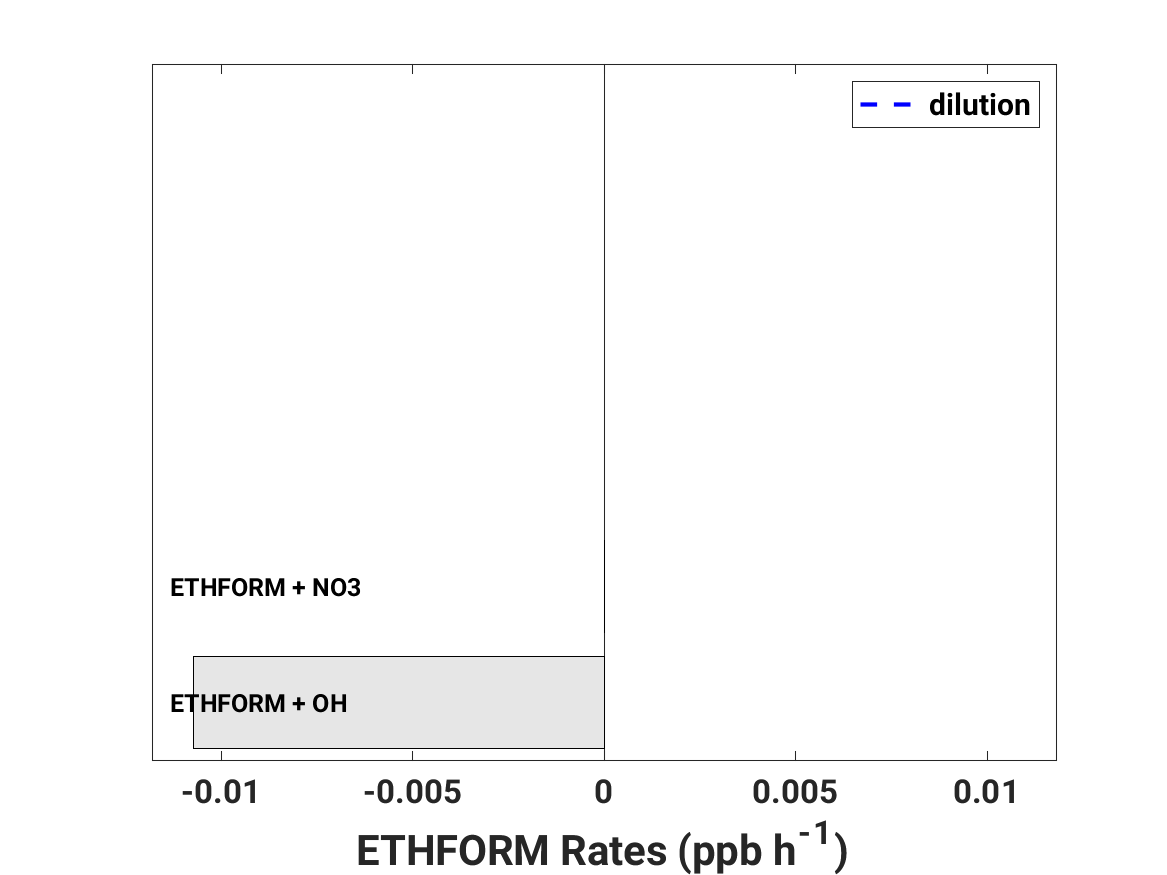 dilution
ETHFORM + NO3
ETHFORM + OH
-0.01 -0.005 0 0.005 0.01
ETHFORM Rates (ppb h-1)